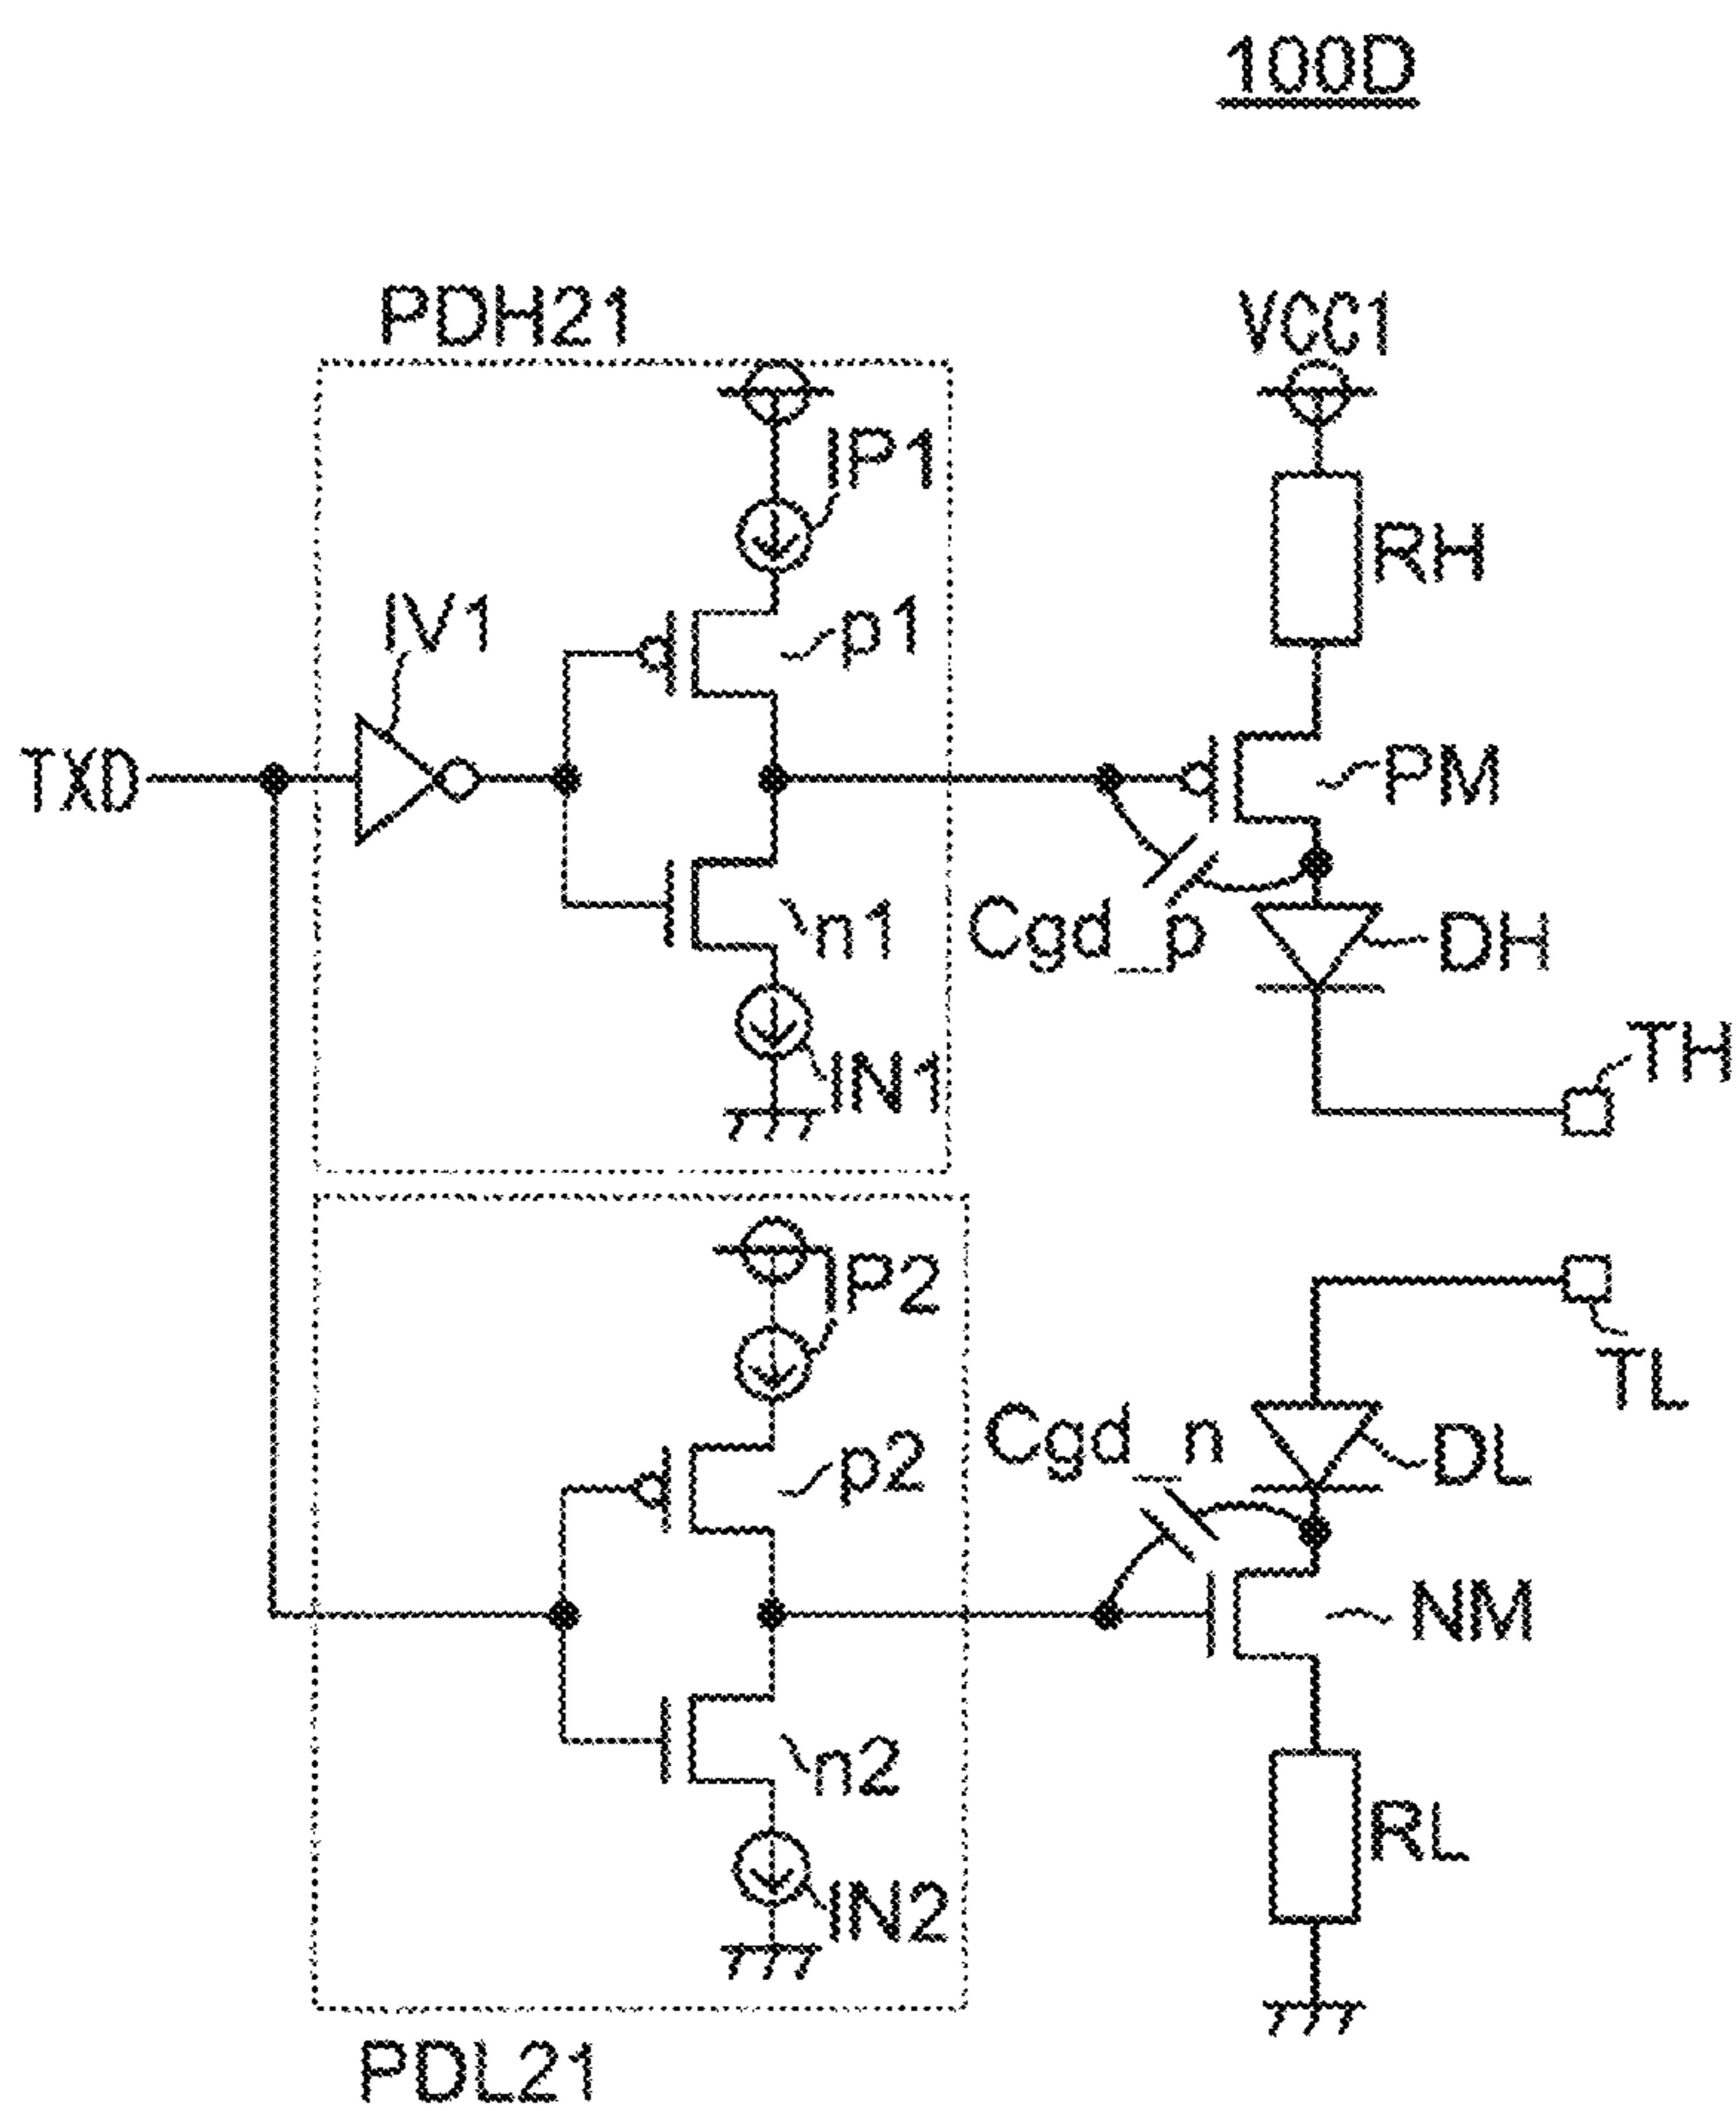 100D
PDH21
VCC1
IP1
RH
IV1
p1
TXD
PM
n1
Cgd_p
DH
TH
IN1
IP2
TL
Cgd_n
DL
p2
NM
n2
RL
IN2
PDL21